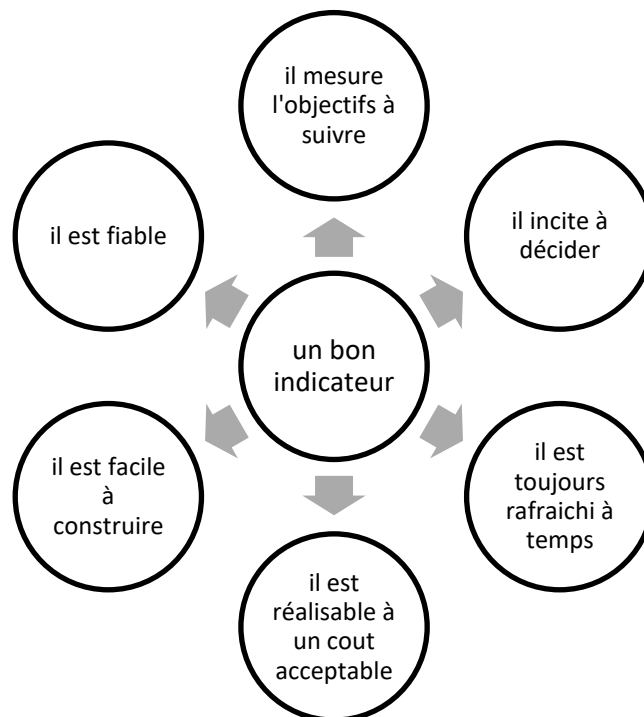 il mesure
l'objectifs à
suivre
il incite à
décider
il est
toujours
rafraichi à
temps
il est
réalisable à
un cout
acceptable
il est facile
à
construire
il est fiable
un bon
indicateur